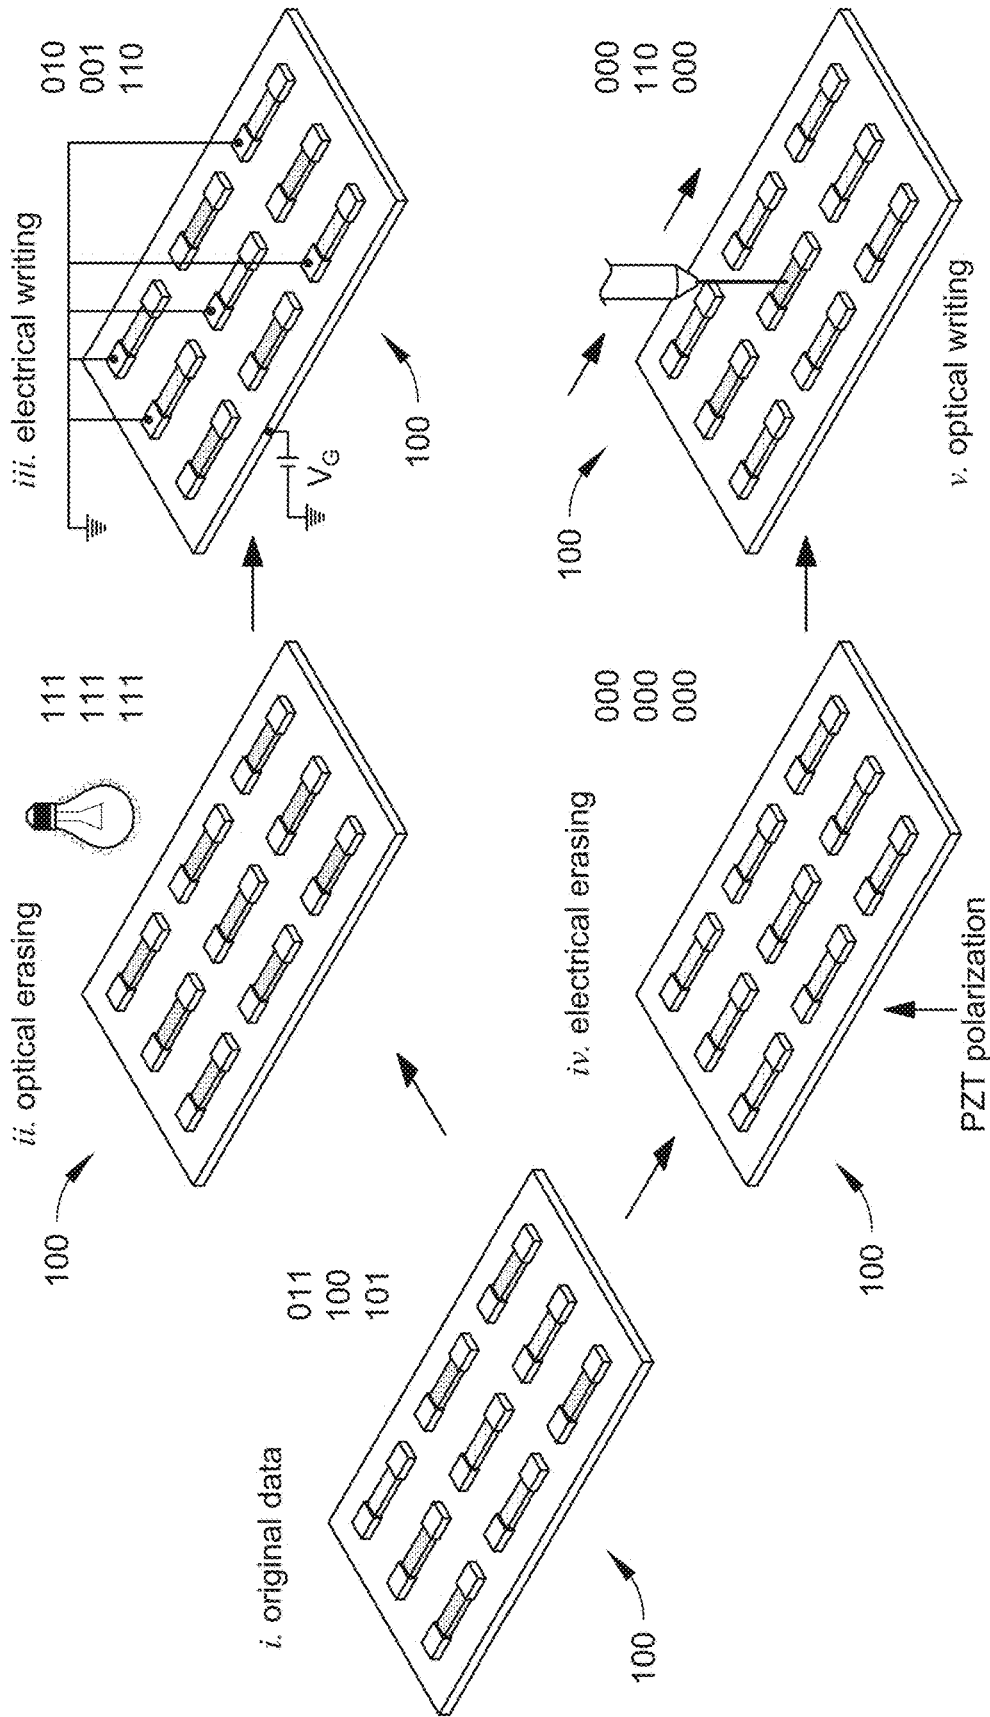 i. original data
011
100
101
100
ii. optical erasing
111
111
111
100
iii. electrical writing
010
001
110
V_G
100
iv. electrical erasing
000
000
000
PZT polarization
100
v. optical writing
000
110
000
100